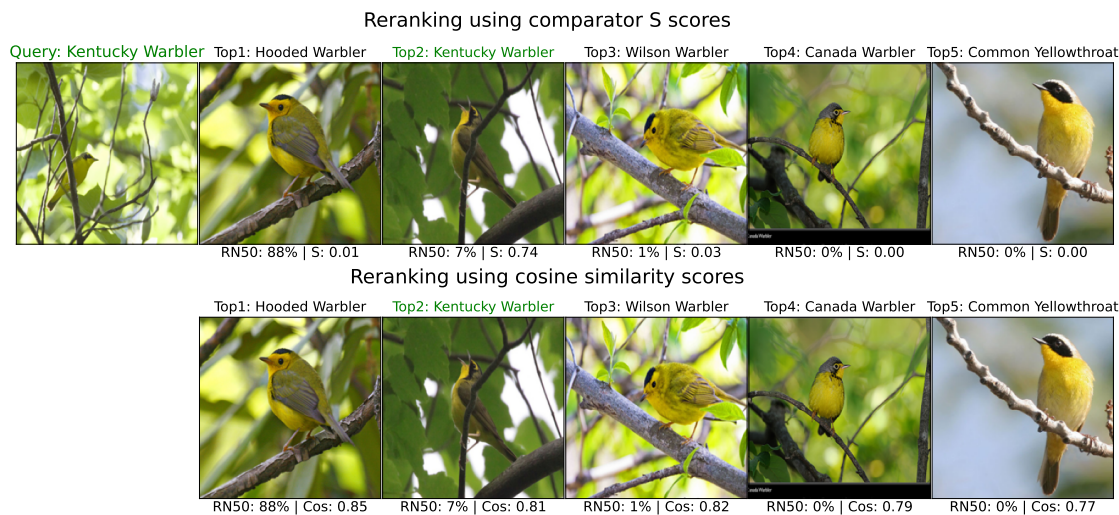 Reranking using comparator S scores
Query: Kentucky Warbler Top1: Hooded Warbler Top2: Kentucky Warbler Top3: Wilson Warbler Top4: Canada Warbler Top5: Common Yellowthroat
RN50: 88% | S: 0.01 RN50: 7% | S: 0.74 RN50: 1% | S: 0.03 RN50: 0% | S: 0.00 RN50: 0% | S: 0.00
Reranking using cosine similarity scores
Top1: Hooded Warbler Top2: Kentucky Warbler Top3: Wilson Warbler Top4: Canada Warbler Top5: Common Yellowthroat
RN50: 88% | Cos: 0.85 RN50: 7% | Cos: 0.81 RN50: 1% | Cos: 0.82 RN50: 0% | Cos: 0.79 RN50: 0% | Cos: 0.77